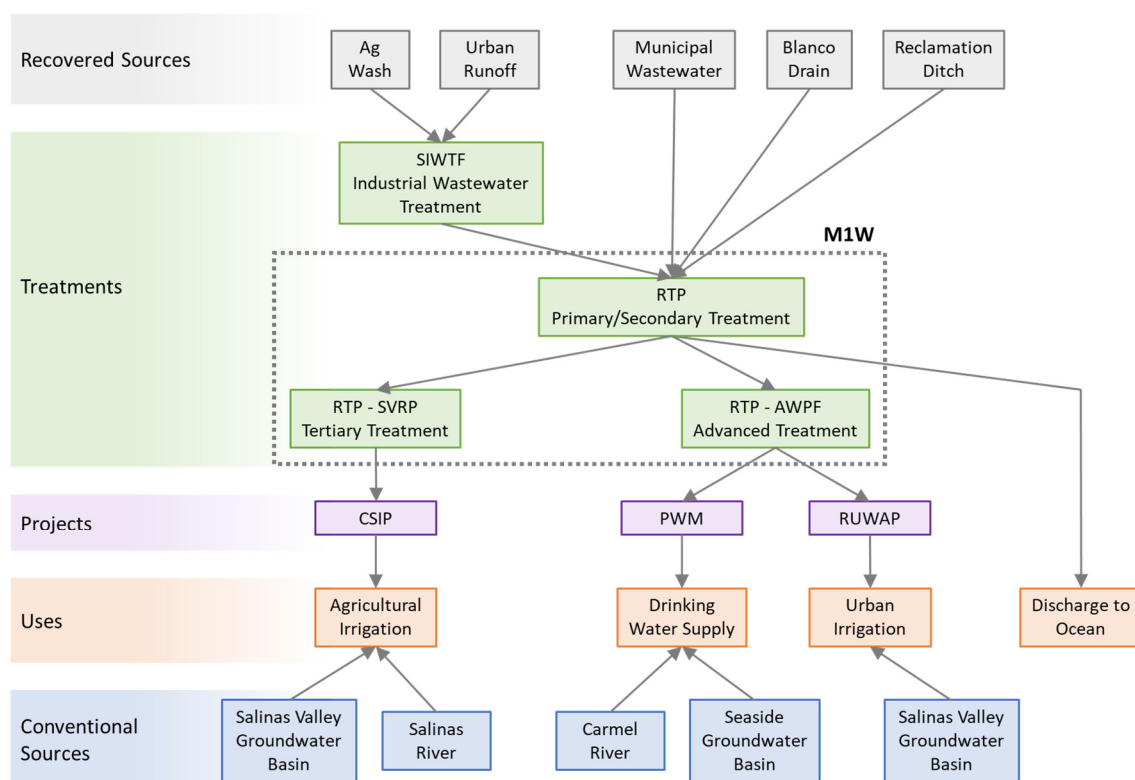 Recovered Sources
Ag
Wash
Urban
Runoff
Municipal
Wastewater
Blanco
Drain
Reclamation
Ditch
Treatments
SIWTF
Industrial Wastewater
Treatment
M1W
RTP
Primary/Secondary Treatment
RTP - SVRP
Tertiary Treatment
RTP - AWPF
Advanced Treatment
Projects
CSIP
PWM
RUWAP
Uses
Agricultural
Irrigation
Drinking
Water Supply
Urban
Irrigation
Discharge to
Ocean
Conventional
Sources
Salinas Valley
Groundwater
Basin
Salinas
River
Carmel
River
Seaside
Groundwater
Basin
Salinas Valley
Groundwater
Basin